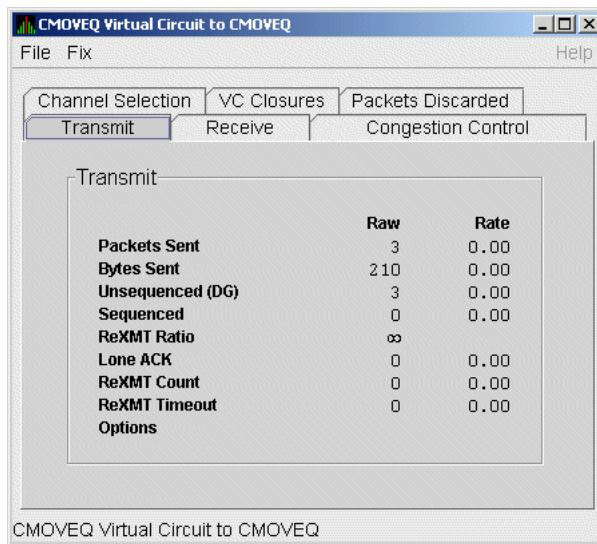 CMOVEQ Virtual Circuit to CMOVEQ
File Fix Help
Channel Selection VC Closures Packets Discarded
Transmit Receive Congestion Control
Transmit
Raw Rate
Packets Sent 3 0.00
Bytes Sent 210 0.00
Unsequenced (DG) 3 0.00
Sequenced 0 0.00
ReXMT Ratio ∞
Lone ACK 0 0.00
ReXMT Count 0 0.00
ReXMT Timeout 0 0.00
Options
CMOVEQ Virtual Circuit to CMOVEQ